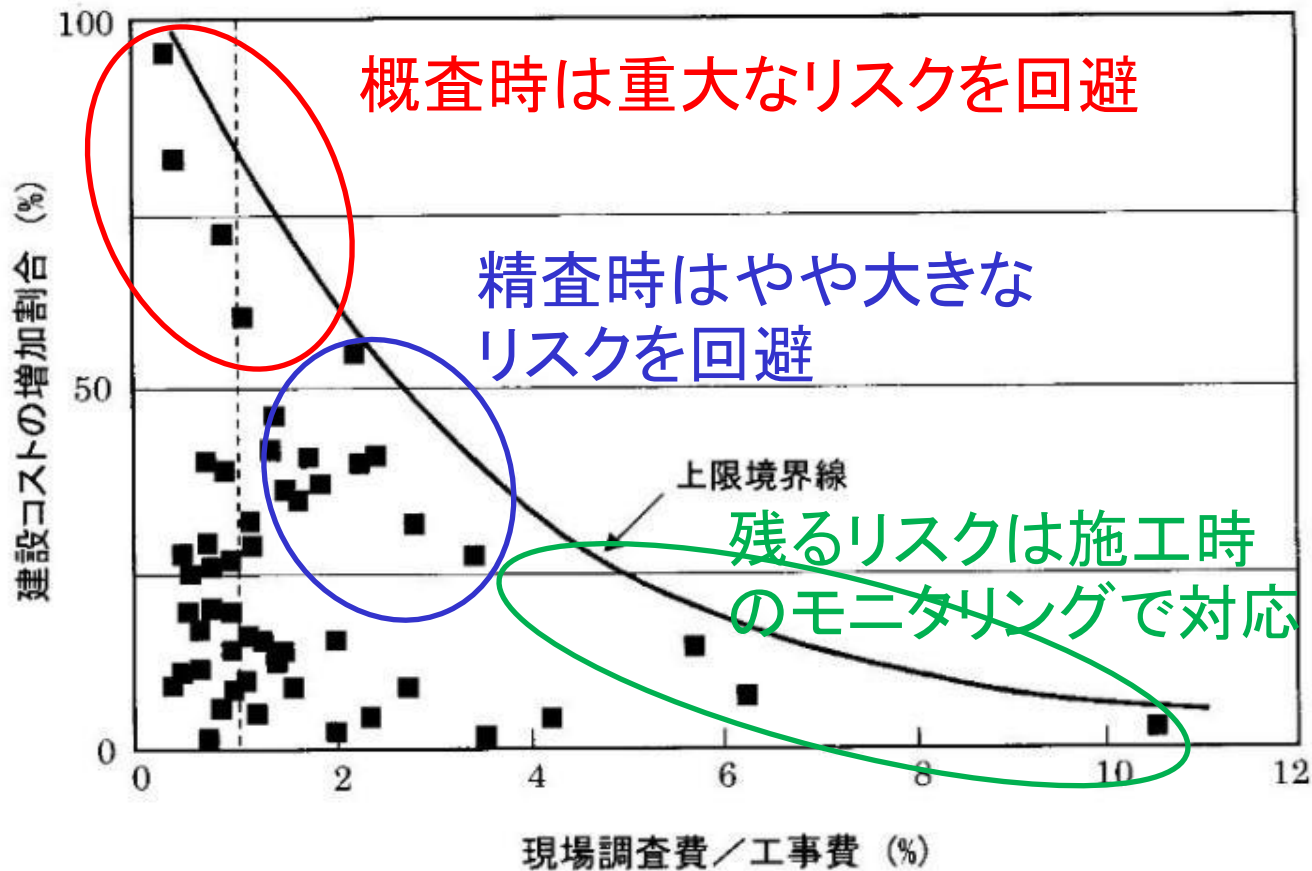 100
概査時は重大なリスクを回避
精査時はやや大きな
リスクを回避
建設コストの増加割合 (%)
50
上限境界線
残るリスクは施工時
のモニタリングで対応
0
0 2 4 6 8 10 12
現場調査費／工事費 (%)